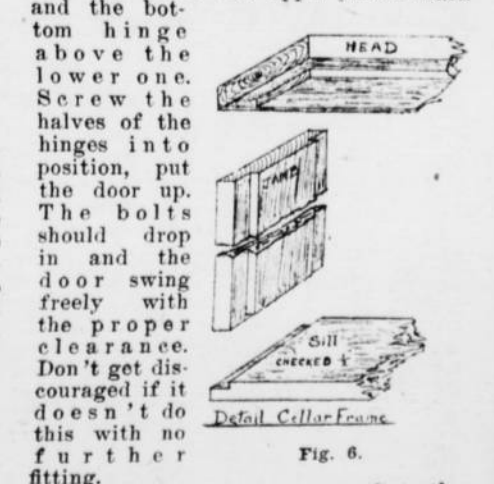 and the bot-
tom hinge
above the
lower one.
Screw the
halves of the
hinges into
position, put
the door up.
The bolts
should drop
in and the
door swing
freely with
the proper
clearance.
Don't get dis-
couraged if it
doesn't do
this with no
further
fitting.
HEAD
JAMB
Sill
CHECKED
Detail Cellar Frame
Fig. 6.